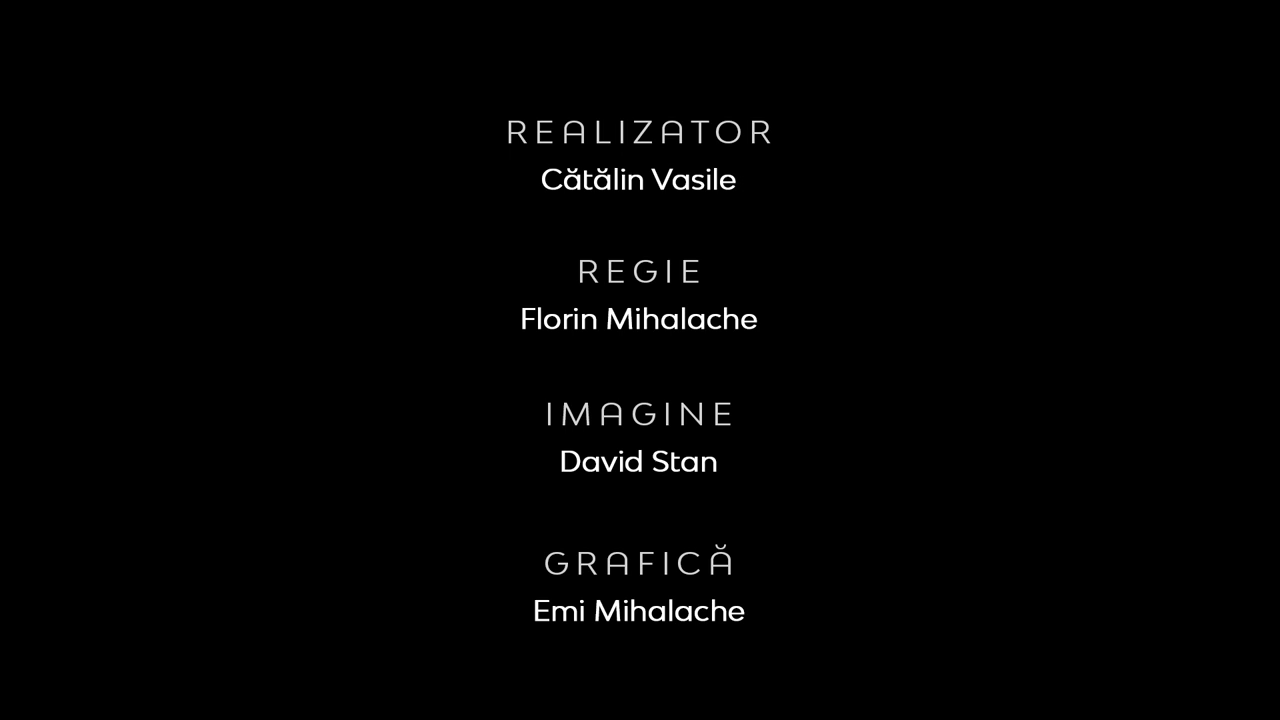 REALIZATOR
Cătălin Vasile
REGIE
Florin Mihalache
IMAGINE
David Stan
GRAFICĂ
Emi Mihalache